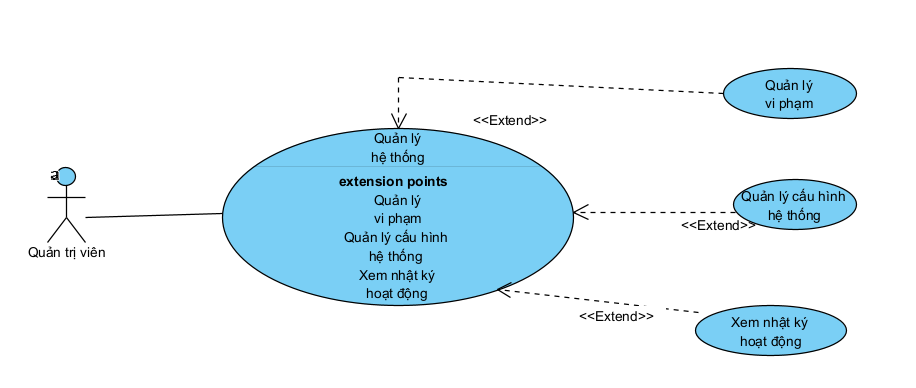 Quản lý
vi phạm
<<Extend>>
Quản lý
hệ thống
extension points
Quản lý
vi phạm
Quản lý cấu hình
hệ thống
Xem nhật ký
hoạt động
a
Quản trị viên
Quản lý cấu hình
hệ thống
<<Extend>>
<<Extend>>
Xem nhật ký
hoạt động